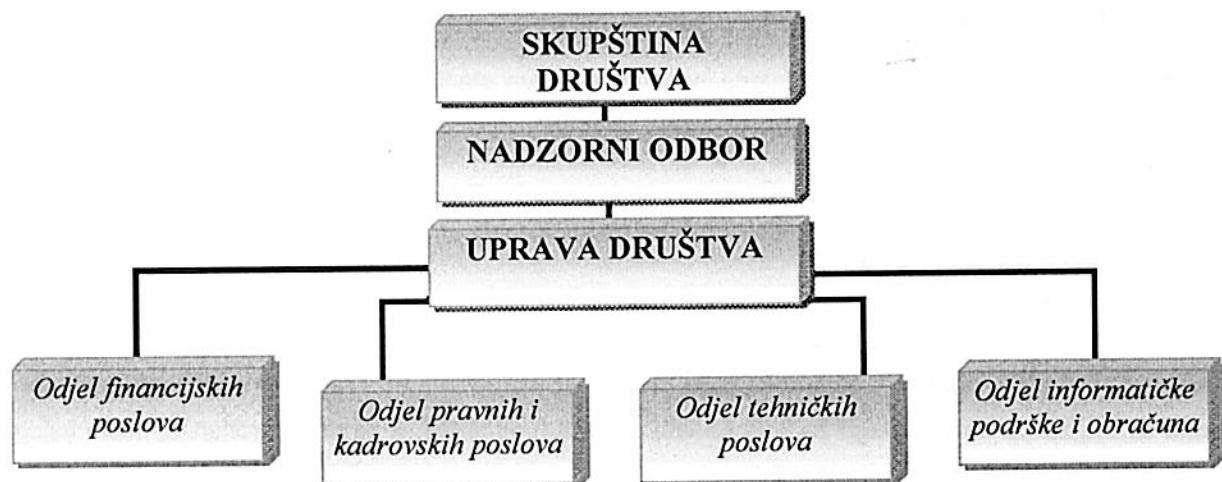 SKUPŠTINA
DRUŠTVA
NADZORNI ODBOR
UPRAVA DRUŠTVA
Odjel financijskih
poslova
Odjel pravnih i
kadrovskih poslova
Odjel tehničkih
poslova
Odjel informatičke
podrške i obračuna